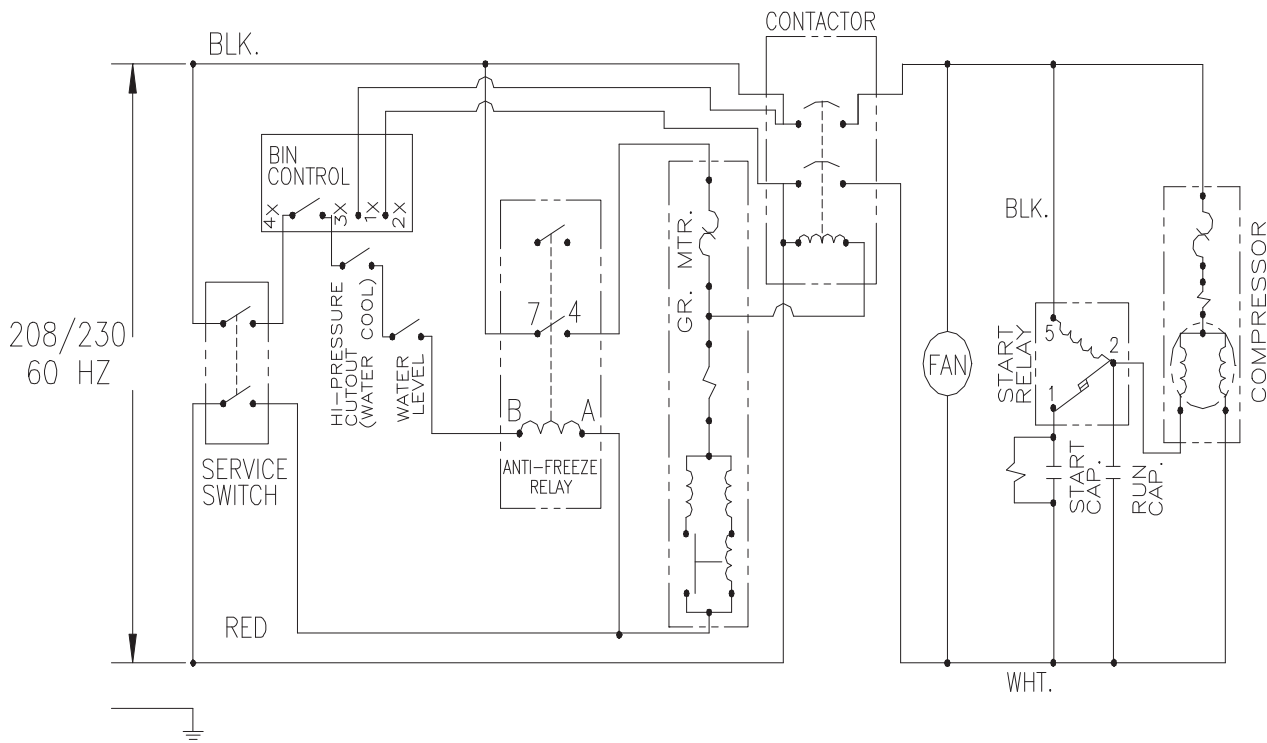 CONTACTOR
BLK.
BIN
CONTROL
4X
3X
1X
2X
208/230
60 HZ
SERVICE
SWITCH
HI-PRESSURE
CUTOUT
(WATER COOL)
WATER
LEVEL
7
4
B
A
ANTI-FREEZE
RELAY
GR. MTR.
RED
FAN
BLK.
START
RELAY
5
2
1
START
CAP.
RUN
CAP.
COMPRESSOR
WHT.